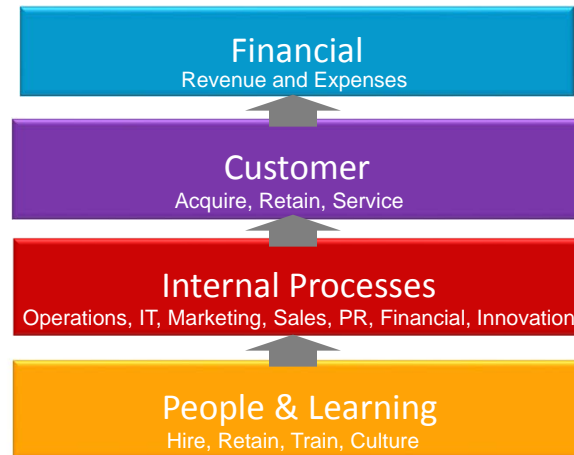 Financial
Revenue and Expenses
Customer
Acquire, Retain, Service
Internal Processes
Operations, IT, Marketing, Sales, PR, Financial, Innovation
People & Learning
Hire, Retain, Train, Culture